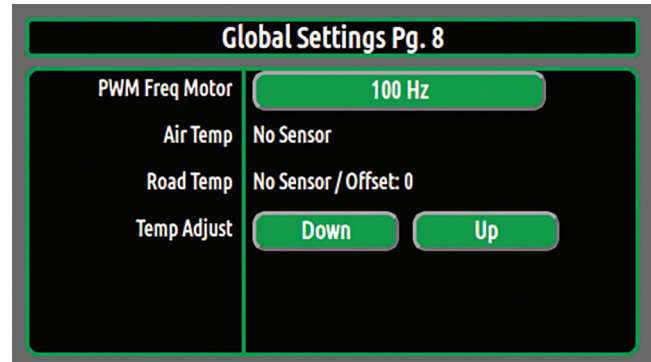 Global Settings Pg. 8
PWM Freq Motor 100 Hz
Air Temp No Sensor
Road Temp No Sensor / Offset: 0
Temp Adjust Down Up